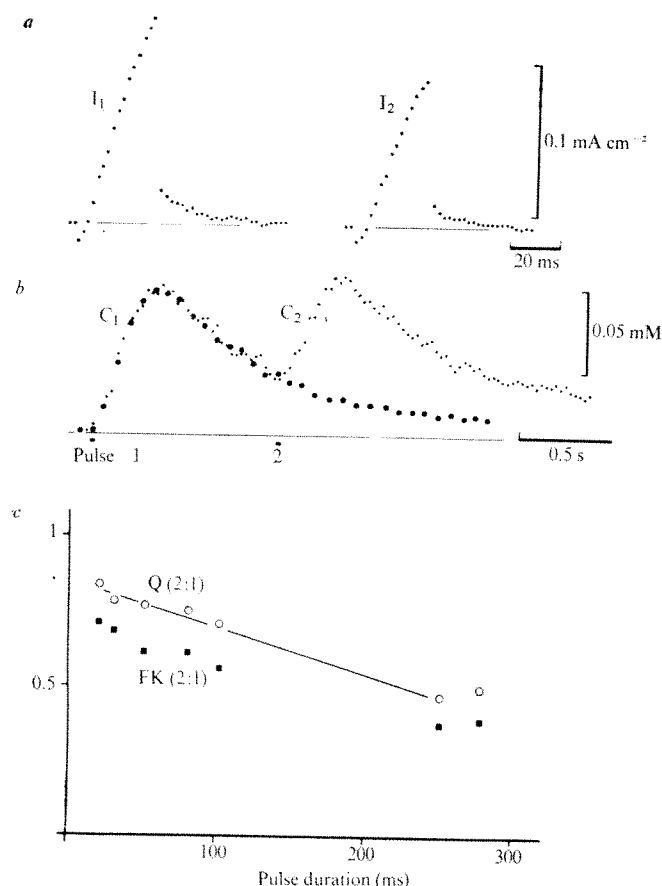 a
I₁
I₂
0.1 mA cm⁻²
20 ms
b
C₁
C₂
0.05 mM
Pulse 1
2
0.5 s
c
1
Q (2:1)
FK (2:1)
0.5
100
200
300
Pulse duration (ms)